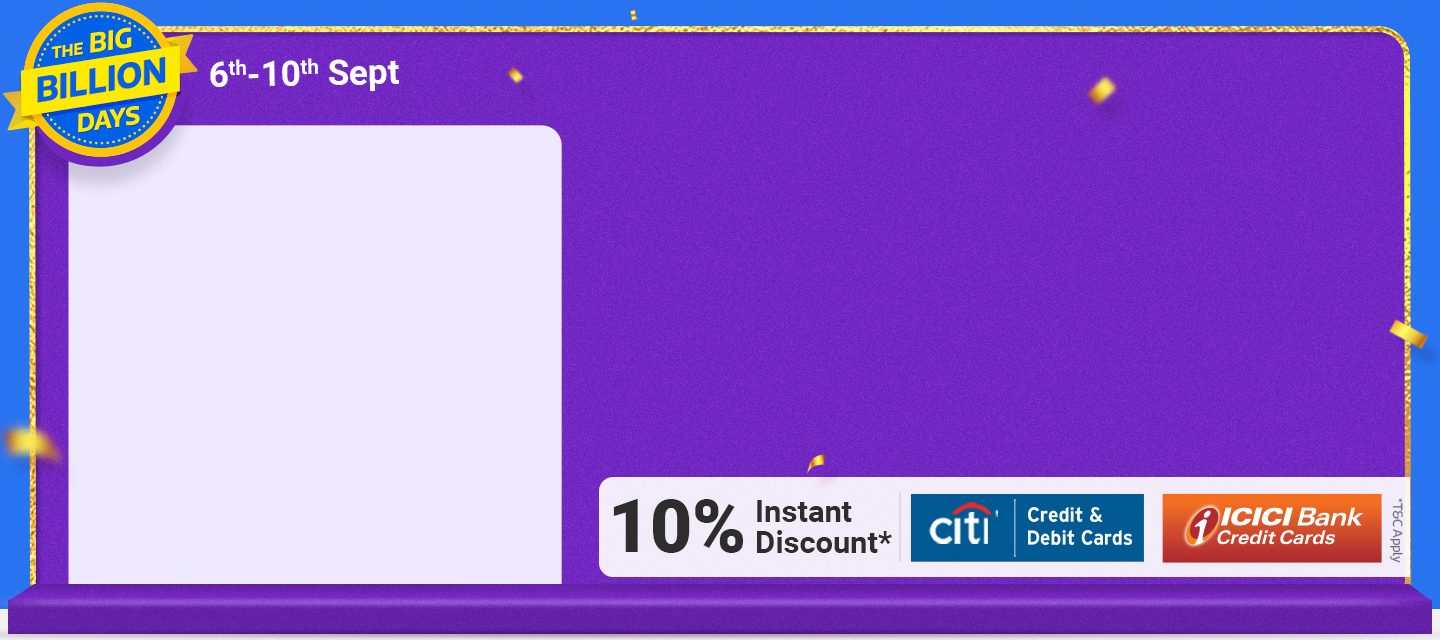 THE BIG
BILLION
DAYS
6th-10th Sept
10% Instant
Discount*
citi
Credit &
Debit Cards
ICICI Bank
Credit Cards
*T&C Apply